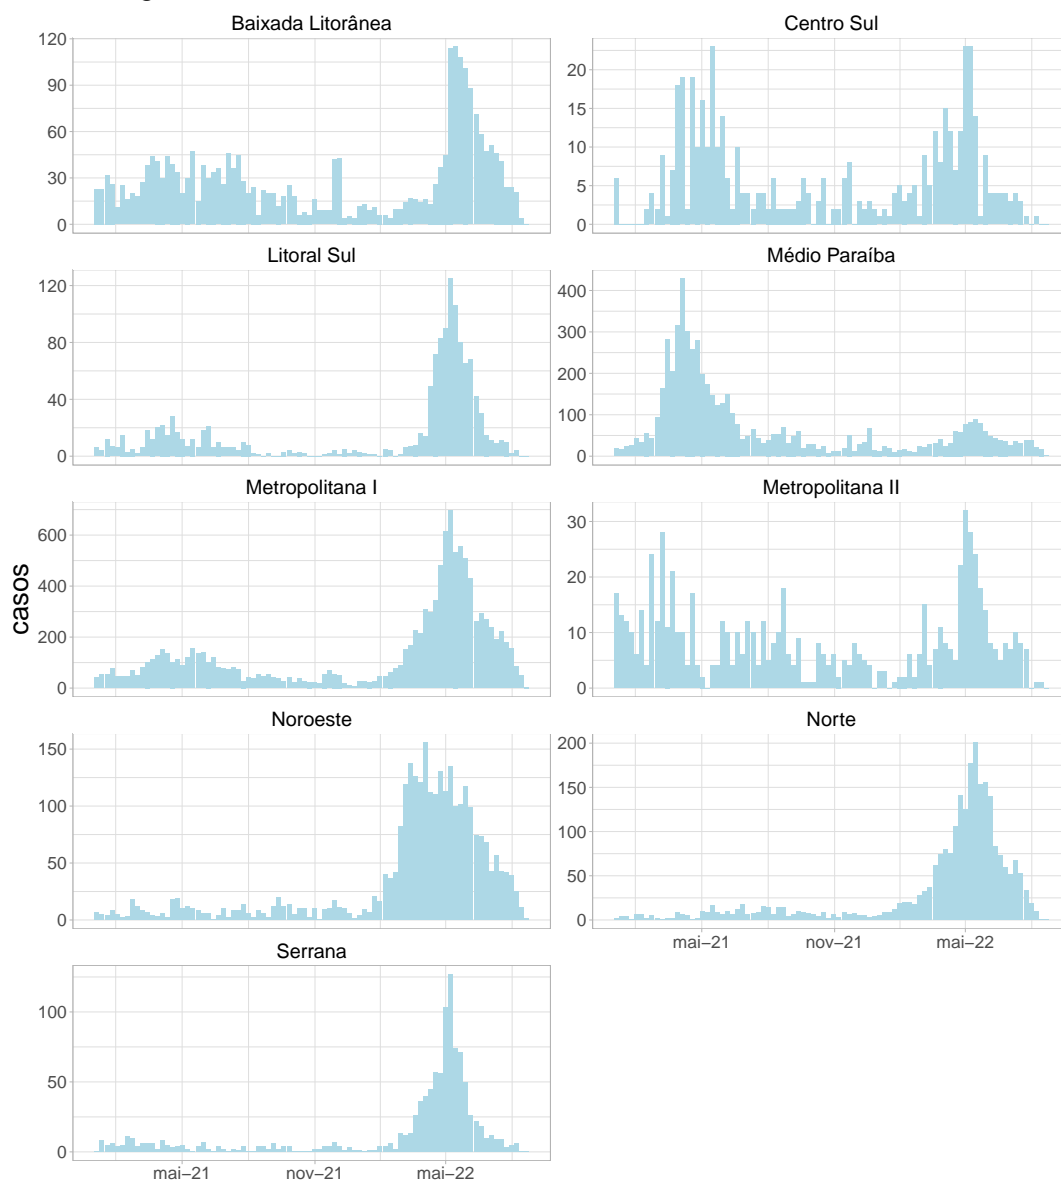 Baixada Litorânea
Centro Sul
120
90
60
30
0
20
15
10
5
0
Litoral Sul
Médio Paraíba
120
80
40
0
400
300
200
100
0
Metropolitana I
Metropolitana II
600
400
200
0
30
20
10
0
casos
Noroeste
Norte
150
100
50
0
200
150
100
50
0
mai–21
nov–21
mai–22
Serrana
100
50
0
mai–21
nov–21
mai–22